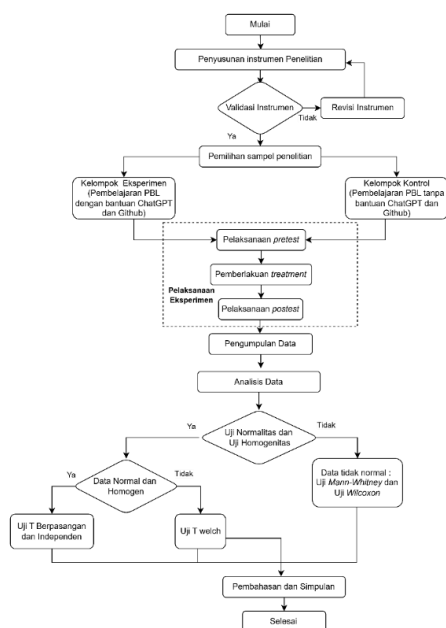 Mulai
Penyusunan instrumen Penelitian
Validasi Instrumen
Tidak
Revisi Instrumen
Ya
Pemilihan sampel penelitian
Kelompok Eksperimen
(Pembelajaran PBL
dengan bantuan ChatGPT
dan Github)
Kelompok Kontrol
(Pembelajaran PBL tanpa
bantuan ChatGPT dan
Github)
Pelaksanaan pretest
Pemberlakuan treatment
Pelaksanaan
Eksperimen
Pelaksanaan postest
Pengumpulan Data
Analisis Data
Ya
Uji Normalitas dan
Uji Homogenitas
Tidak
Ya
Data Normal dan
Homogen
Tidak
Data tidak normal :
Uji Mann-Whitney dan
Uji Wilcoxon
Uji T Berpasangan
dan Independen
Uji T welch
Pembahasan dan Simpulan
Selesai